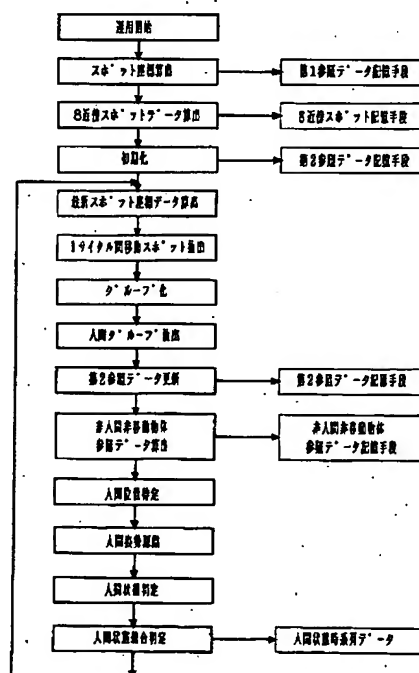 運用開始
スポット座標算出
第1参照データ記憶手段
8近傍スポットデータ算出
8近傍スポット記憶手段
初期化
第2参照データ記憶手段
最新スポット座標データ算出
1サイクル間移動スポット抽出
グループ化
人間グループ抽出
第2参照データ更新
第2参照データ記憶手段
非人間非移動物体
参照データ算出
非人間非移動物体
参照データ記憶手段
人間位置特定
人間姿勢認識
人間状態判定
人間状態総合判定
人間状態時系列データ